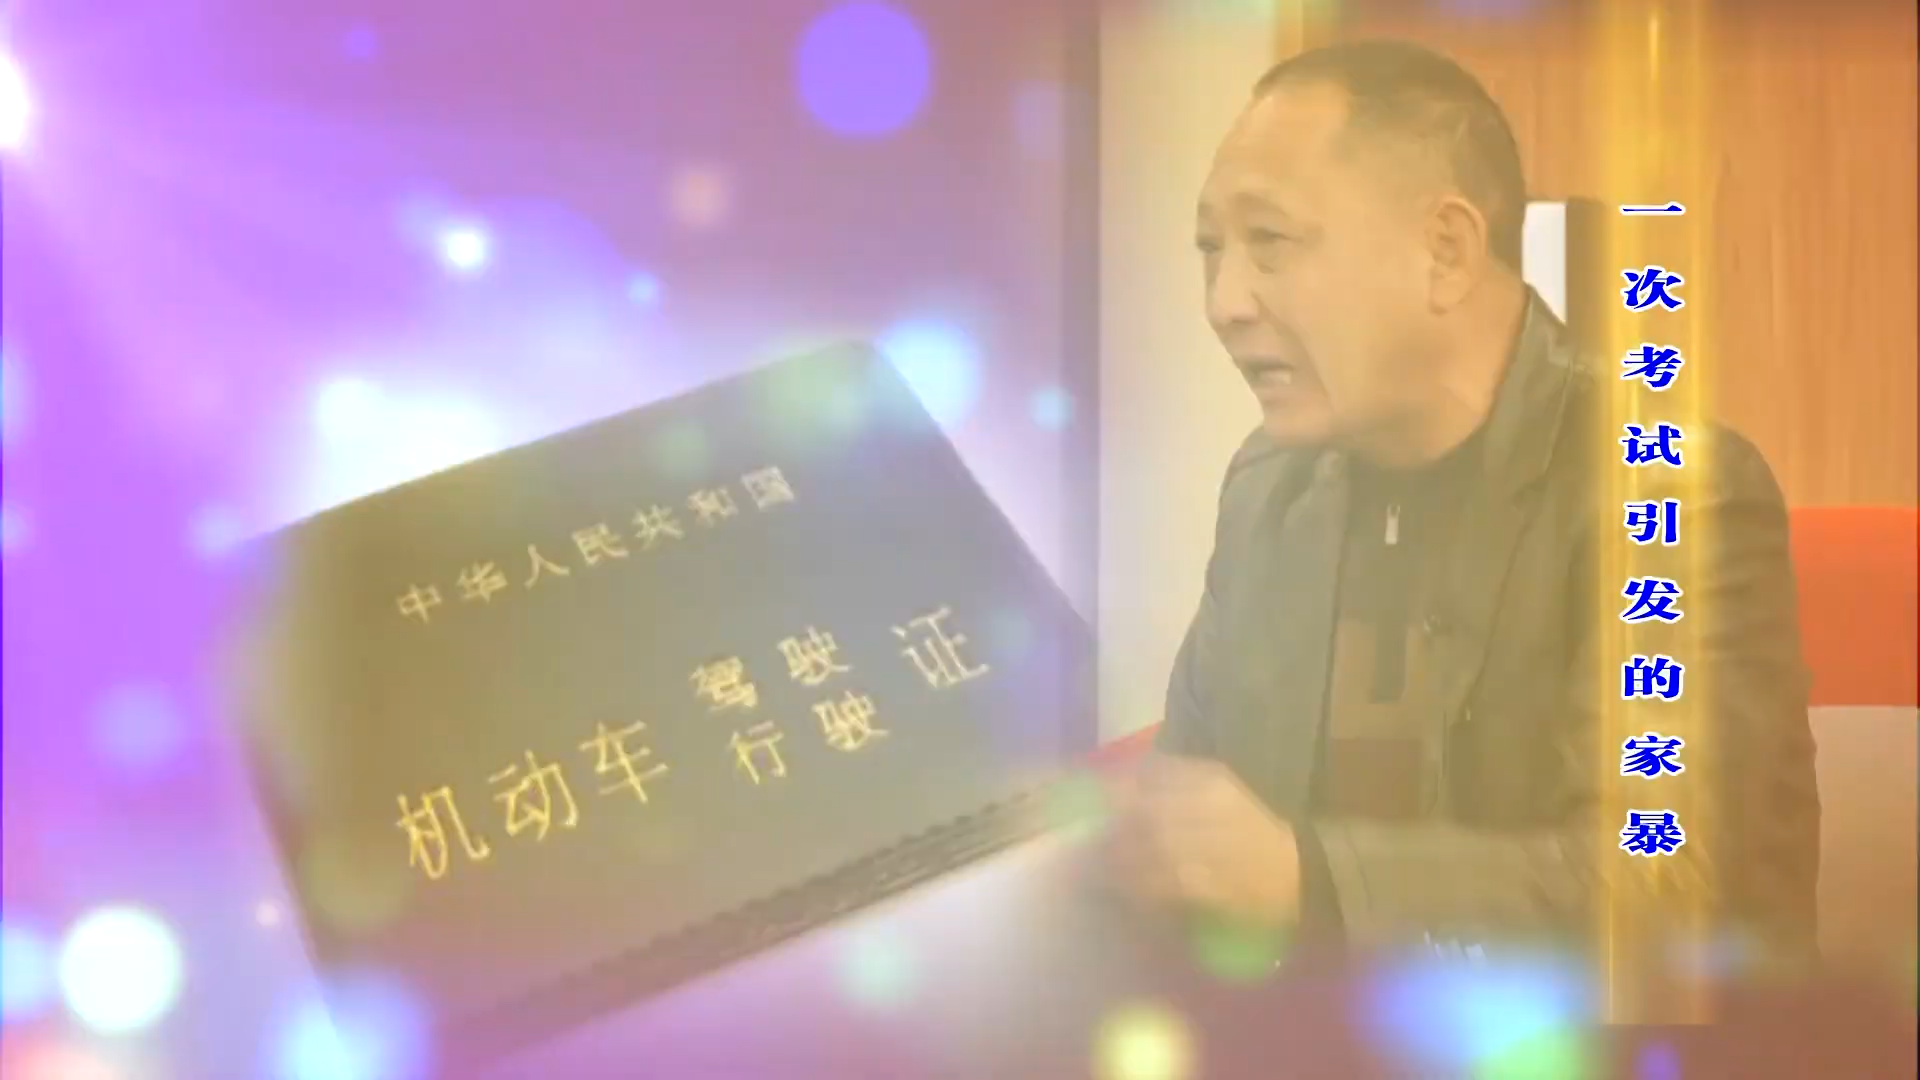 中华人民共和国
机动车驾驶证
行驶
一次考试引发的家暴